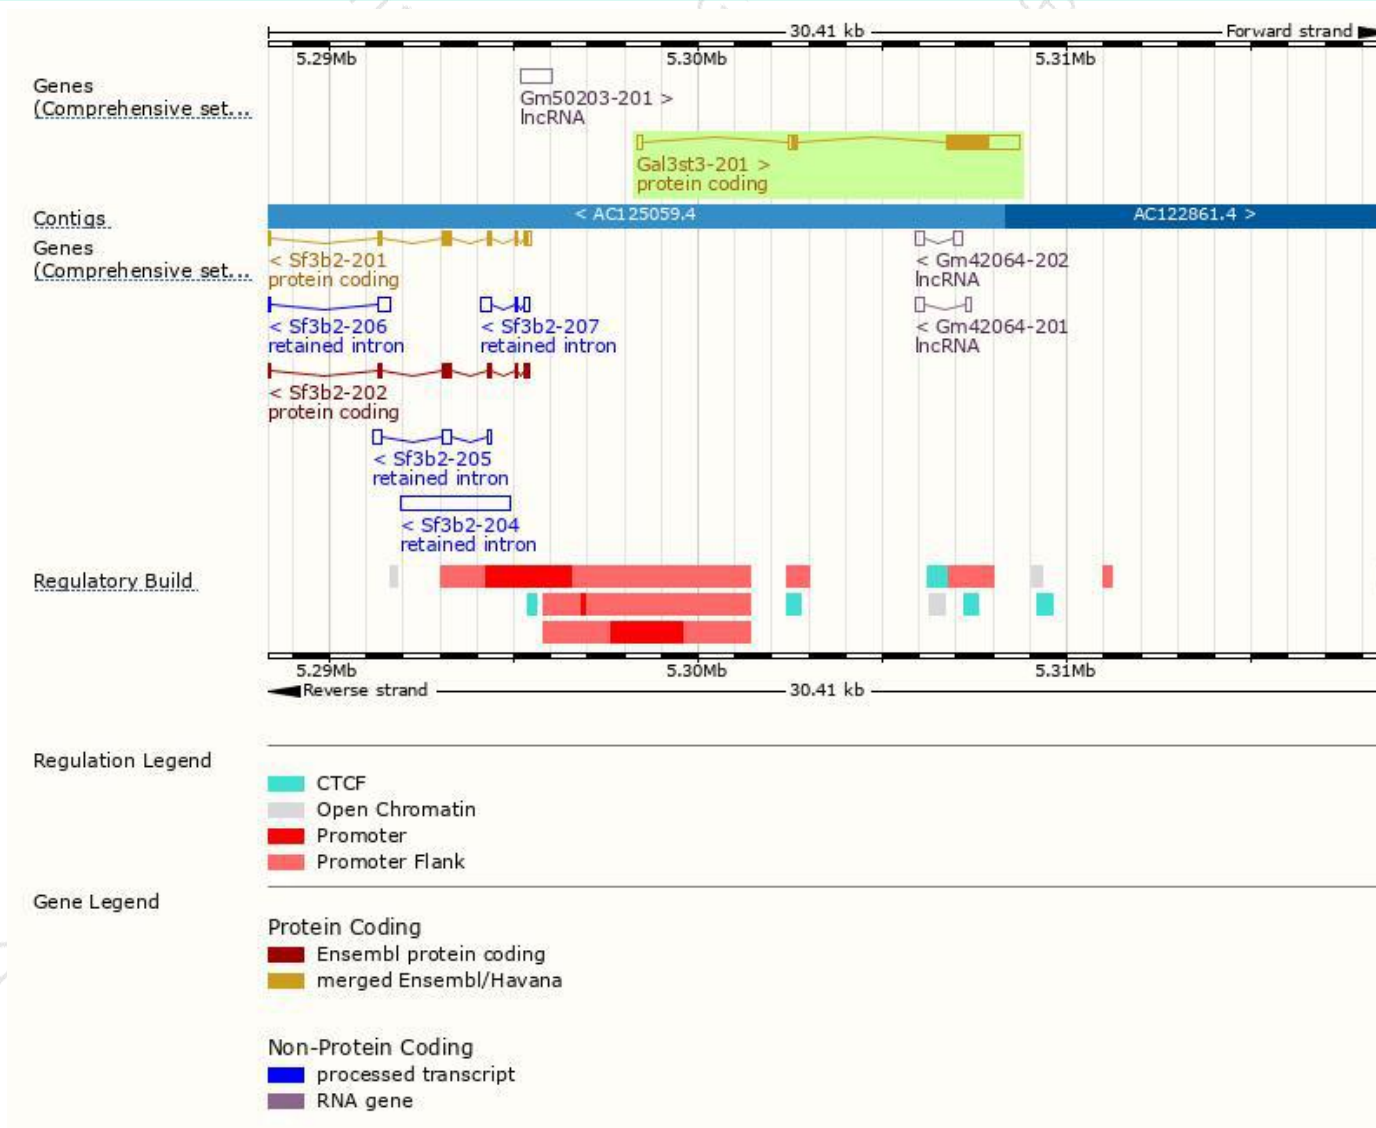 30.41 kb Forward strand
5.29Mb 5.30Mb 5.31Mb
Genes
(Comprehensive set...
Gm50203-201 >
lncRNA
Gal3st3-201 >
protein coding
Contigs < AC125059.4 AC122861.4 >
Genes
(Comprehensive set...
< Sf3b2-201 < Gm42064-202
protein coding lncRNA
< Sf3b2-206 < Sf3b2-207 < Gm42064-201
retained intron retained intron lncRNA
< Sf3b2-202
protein coding
< Sf3b2-205
retained intron
< Sf3b2-204
retained intron
Regulatory Build
5.29Mb 5.30Mb 5.31Mb
Reverse strand 30.41 kb
Regulation Legend
CTCF
Open Chromatin
Promoter
Promoter Flank
Gene Legend
Protein Coding
Ensembl protein coding
merged Ensembl/Havana
Non-Protein Coding
processed transcript
RNA gene